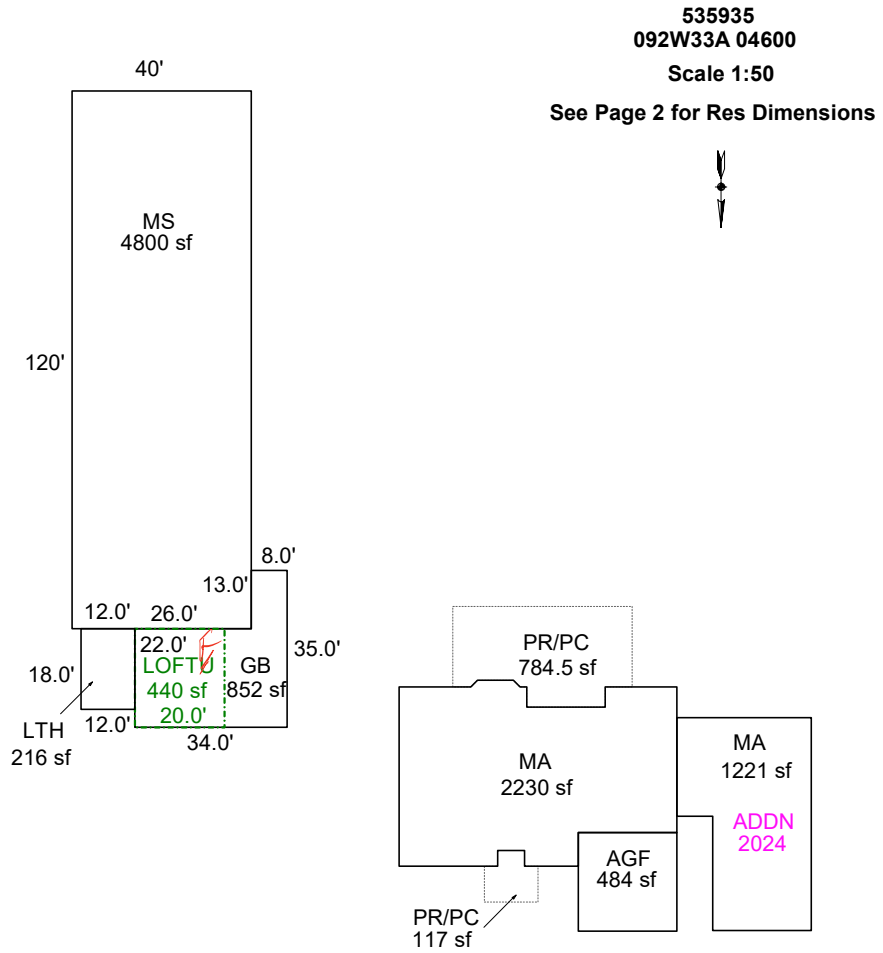 535935
092W33A 04600
Scale 1:50
See Page 2 for Res Dimensions
40'
MS
4800 sf
120'
8.0'
13.0'
12.0'
26.0'
22.0'
35.0'
18.0'
LOFTU
440 sf
20.0'
GB
852 sf
12.0'
34.0'
LTH
216 sf
PR/PC
784.5 sf
MA
2230 sf
MA
1221 sf
ADDN
2024
AGF
484 sf
PR/PC
117 sf